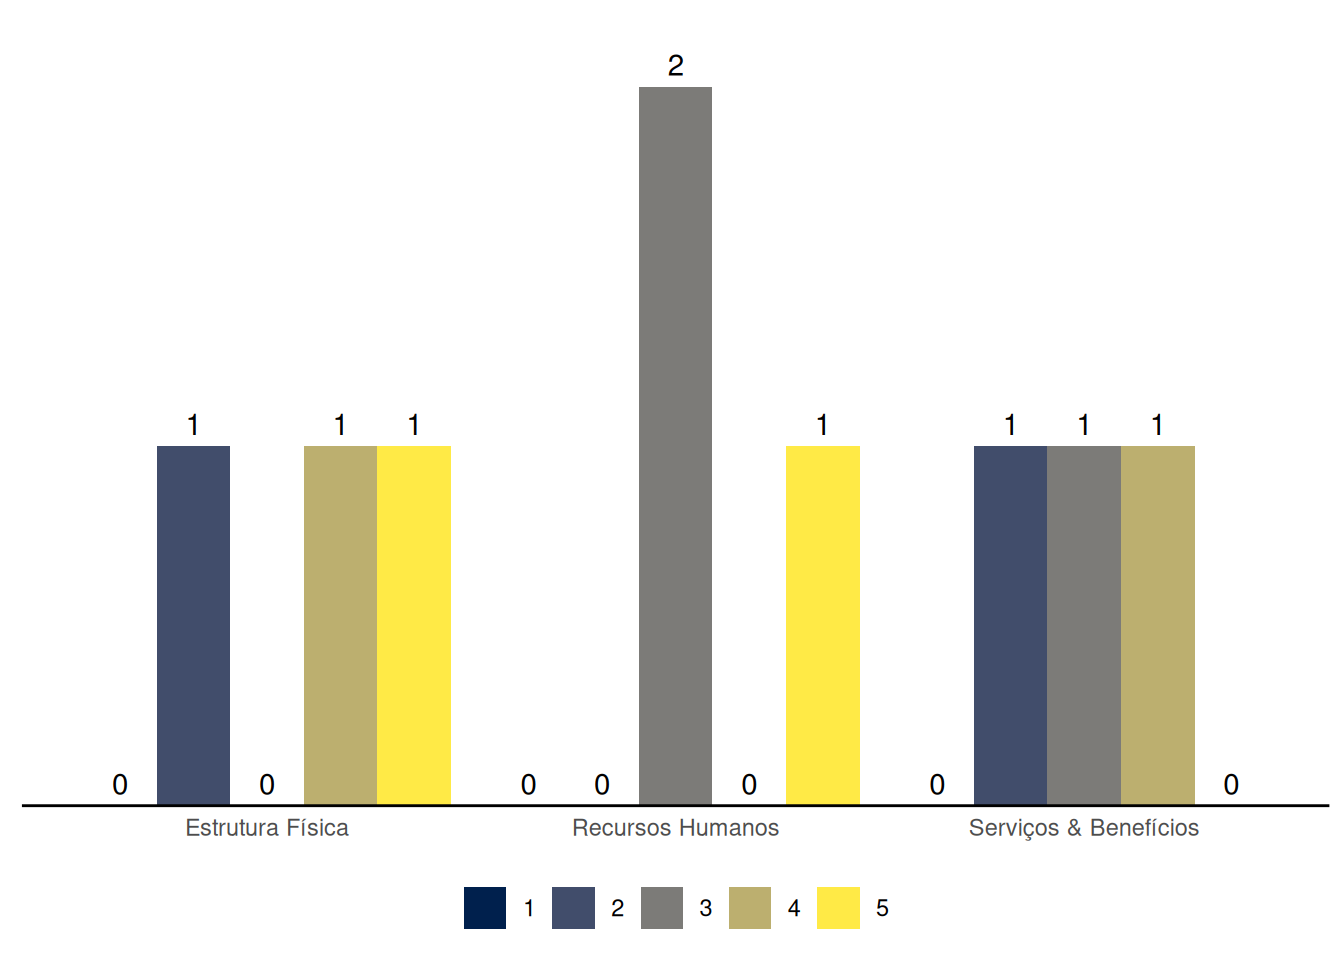 2
1 1 1 1 1 1 1
0 0 0 0 0 0 0
Estrutura Física Recursos Humanos Serviços & Benefícios
1 2 3 4 5